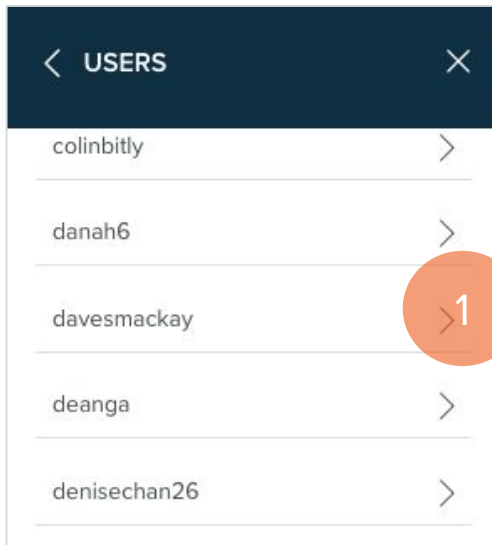 USERS
colinbitly
danah6
davesmackay
1
deanga
denisechan26